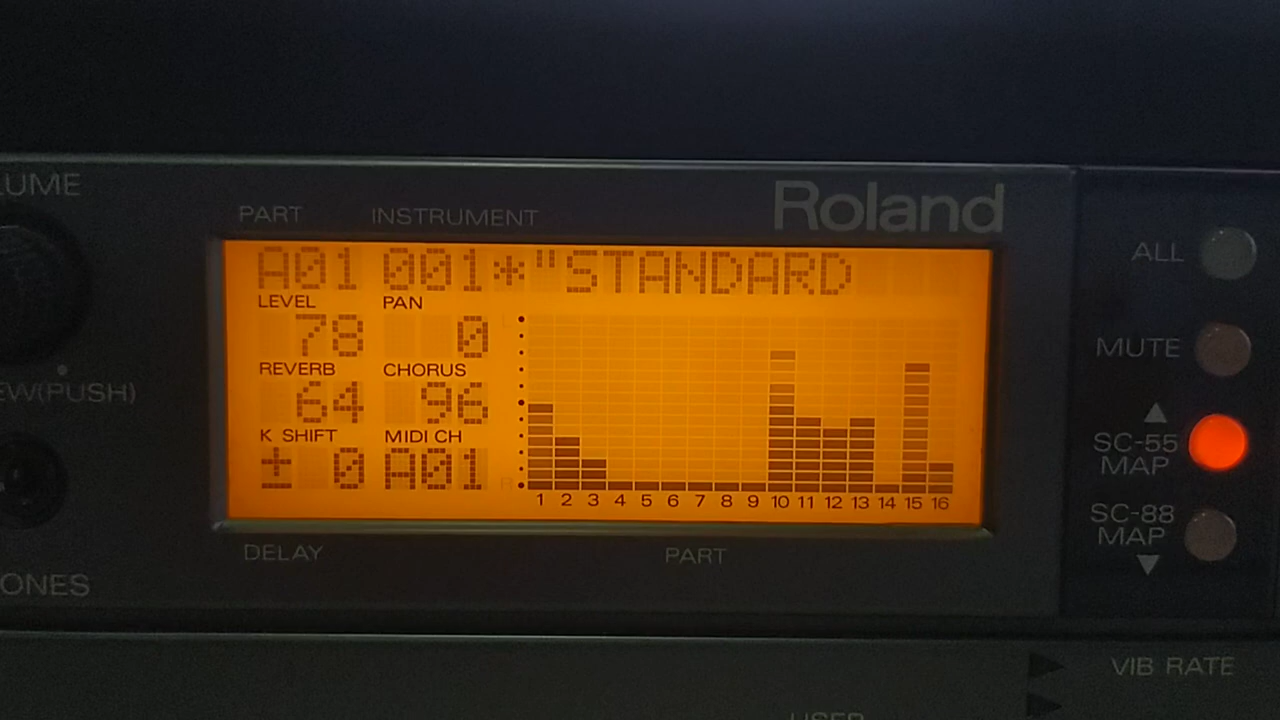 LUME
PART INSTRUMENT
Roland
ALL
A01 001*"STANDARD
LEVEL PAN
78 0
MUTE
REVERB CHORUS
EW(PUSH)
64 96
SC-55
MAP
K SHIFT MIDI CH
± 0 A01
1 2 3 4 5 6 7 8 9 10 11 12 13 14 15 16
SC-88
MAP
DELAY PART
ONES
VIB RATE
USER